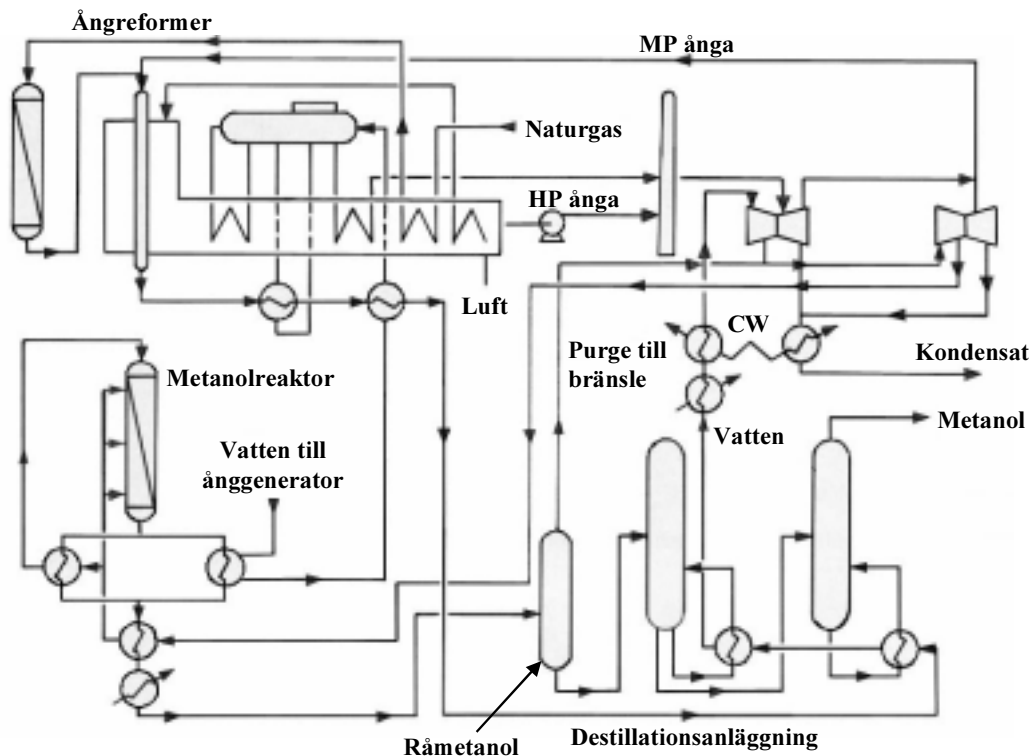 Ångreformer
MP ånga
Naturgas
HP ånga
Luft
CW
Purge till
bränsle
Kondensat
Metanolreaktor
Metanol
Vatten
Vatten till
ånggenerator
Råmetanol
Destillationsanläggning